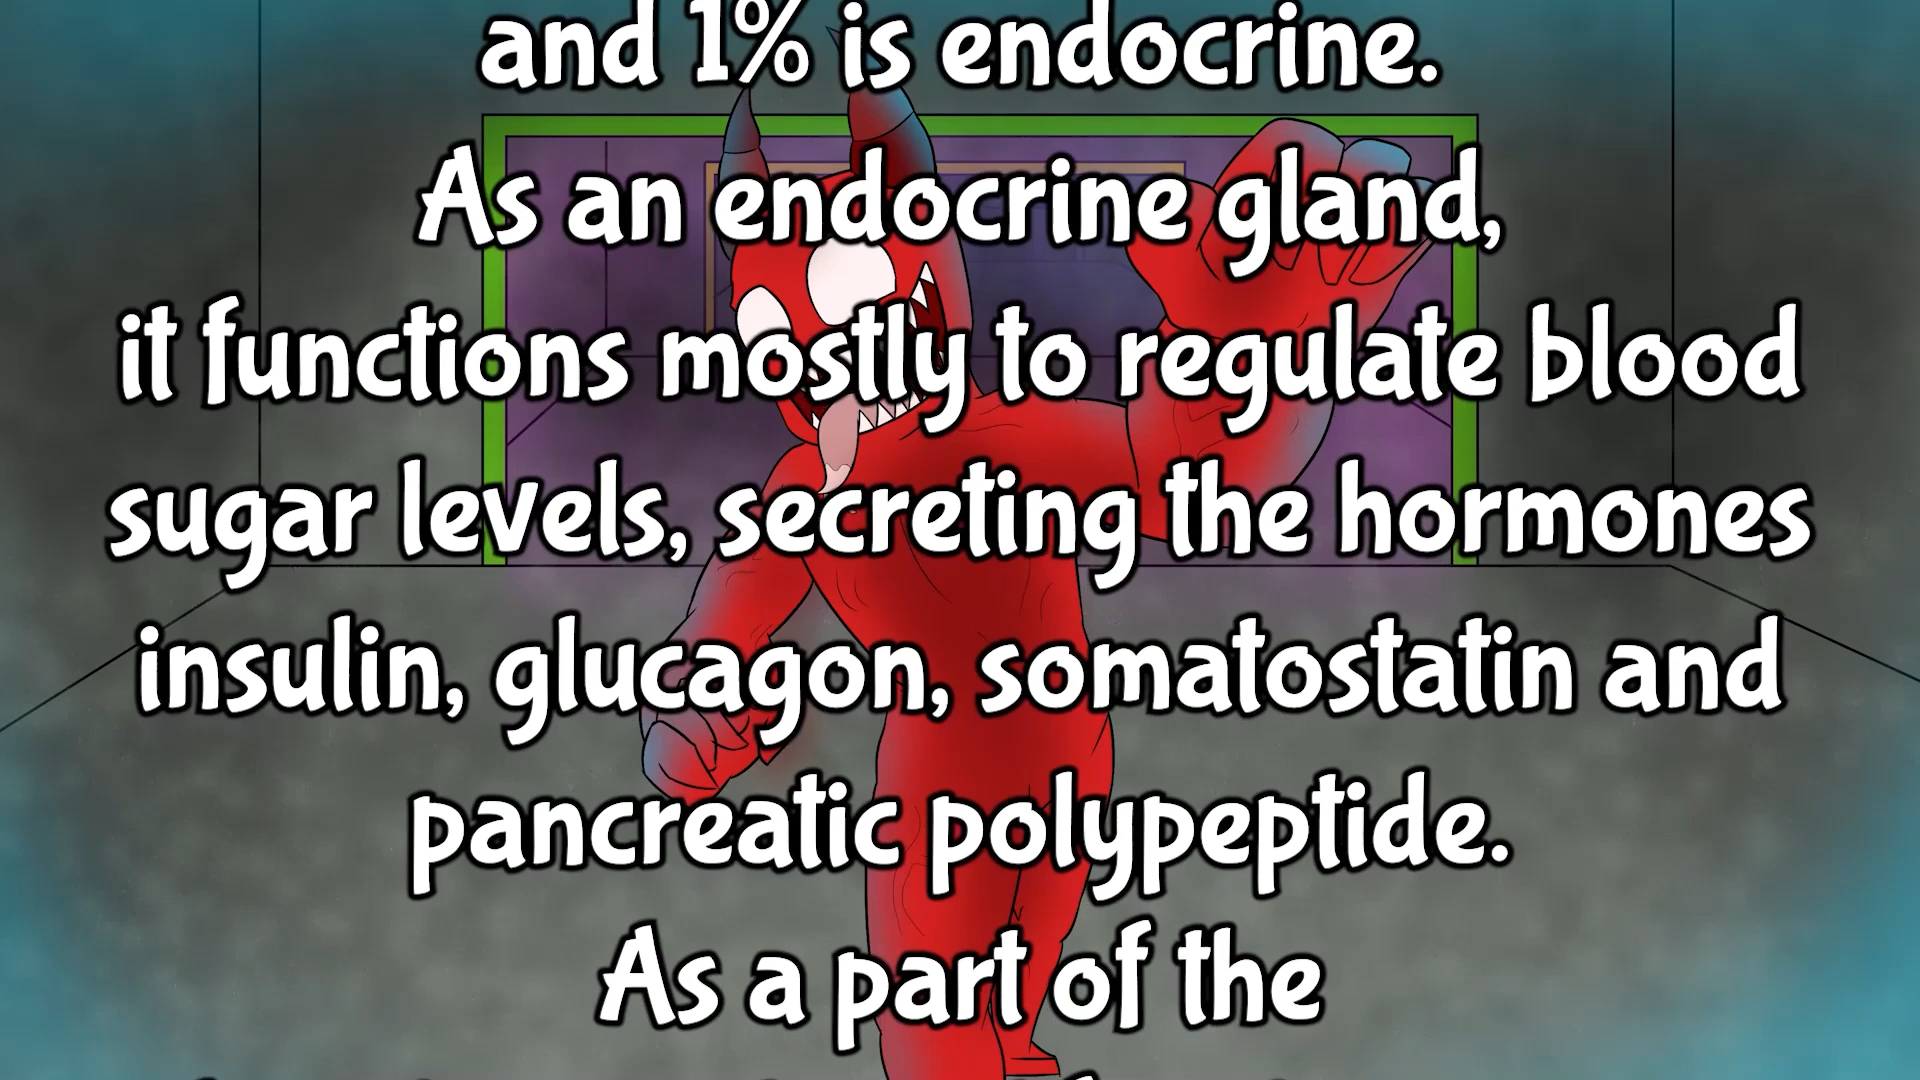 and 1% is endocrine.
As an endocrine gland,
it functions mostly to regulate blood
sugar levels, secreting the hormones
insulin, glucagon, somatostatin and
pancreatic polypeptide.
As a part of the